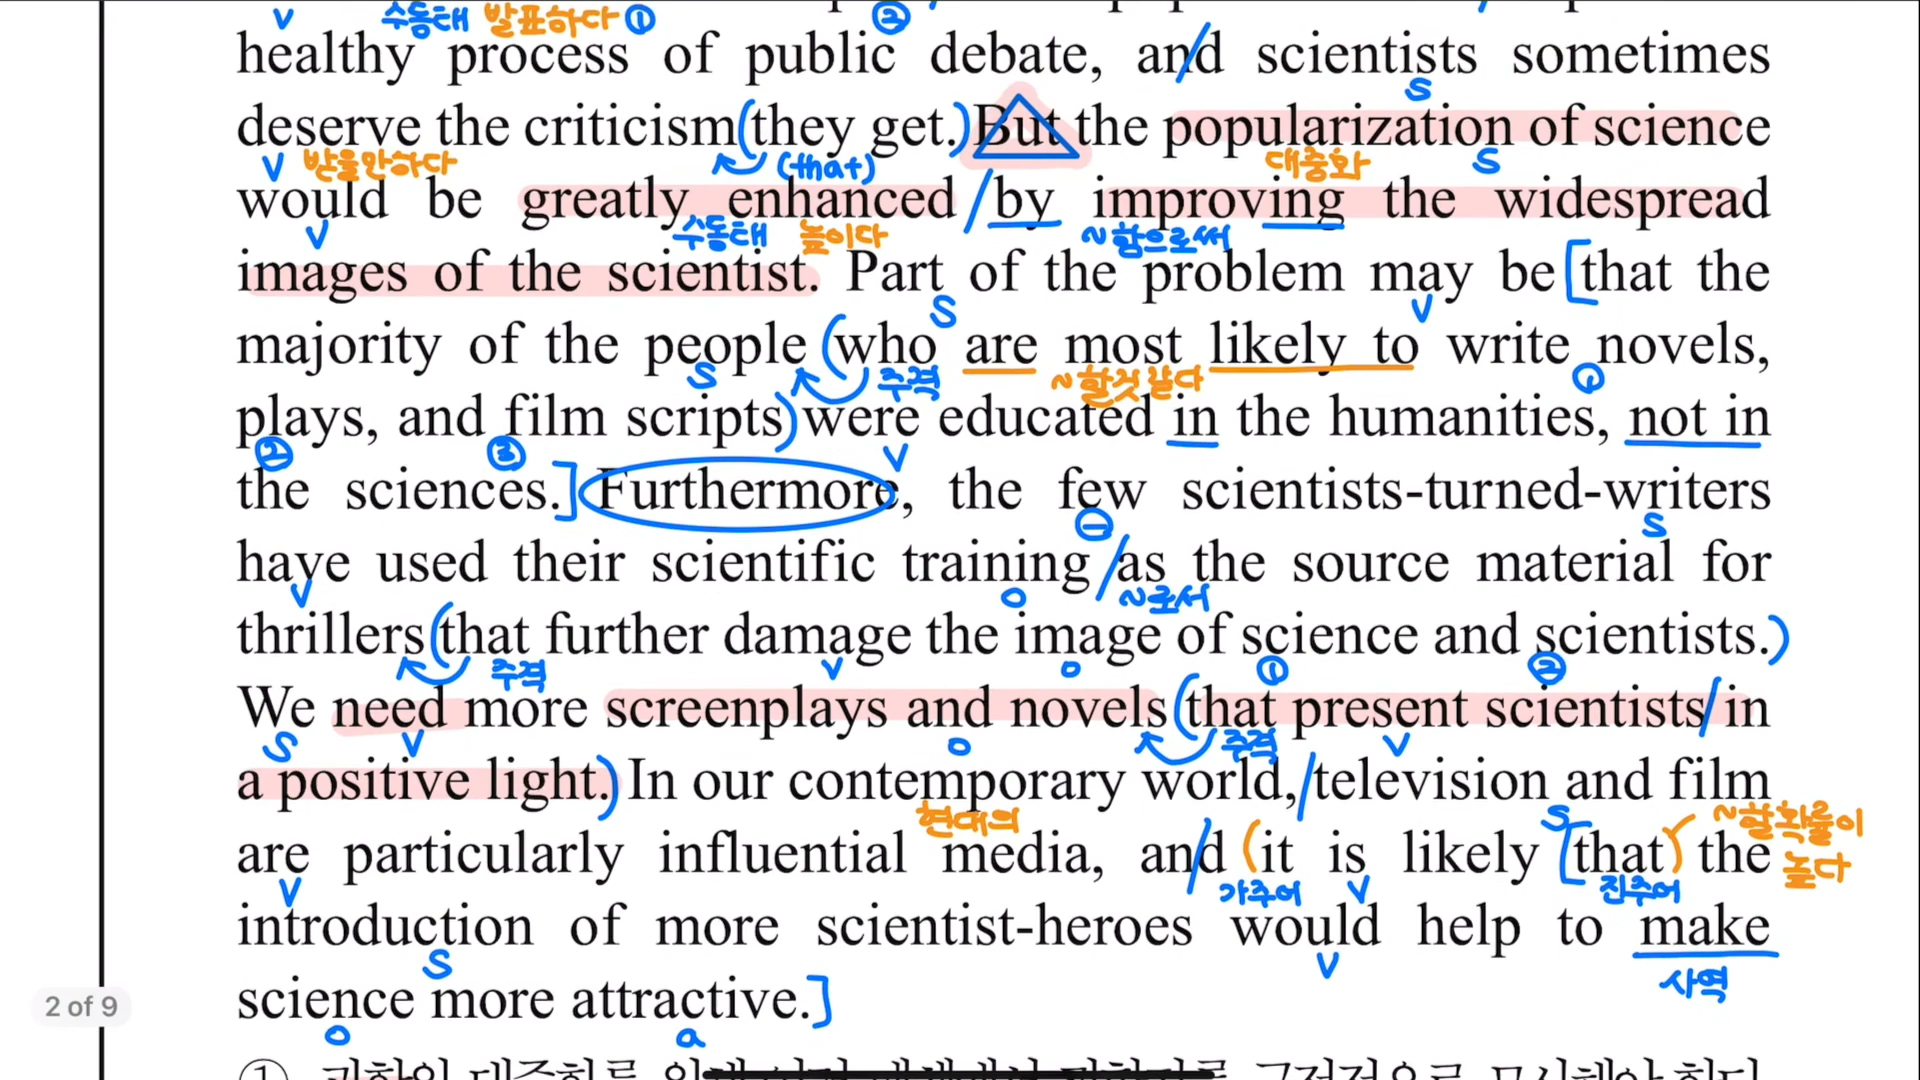 v 수동태 발표하다 ① ②
healthy process of public debate, and scientists sometimes
s
deserve the criticism (they get.) But the popularization of science
v 받을만하다 (that) 대중화 s
would be greatly enhanced / by improving the widespread
v 수동태 높이다 ~함으로써
images of the scientist. Part of the problem may be [that the
s v
majority of the people (who are most likely to write novels,
s 주격 ~할것같다 ①
plays, and film scripts) were educated in the humanities, not in
② ③ v
the sciences.] Furthermore, the few scientists-turned-writers
s
have used their scientific training / as the source material for
v o ~로서
thrillers (that further damage the image of science and scientists.)
주격 v o ① ②
We need more screenplays and novels (that present scientists / in
s v o 주격 v
a positive light.) In our contemporary world, / television and film
현대의 s ~할 확률이
are particularly influential media, and (it is likely [that) the 높다
v 가주어 v 진주어
introduction of more scientist-heroes would help to make
s v 사역
science more attractive.]
2 of 9
o a